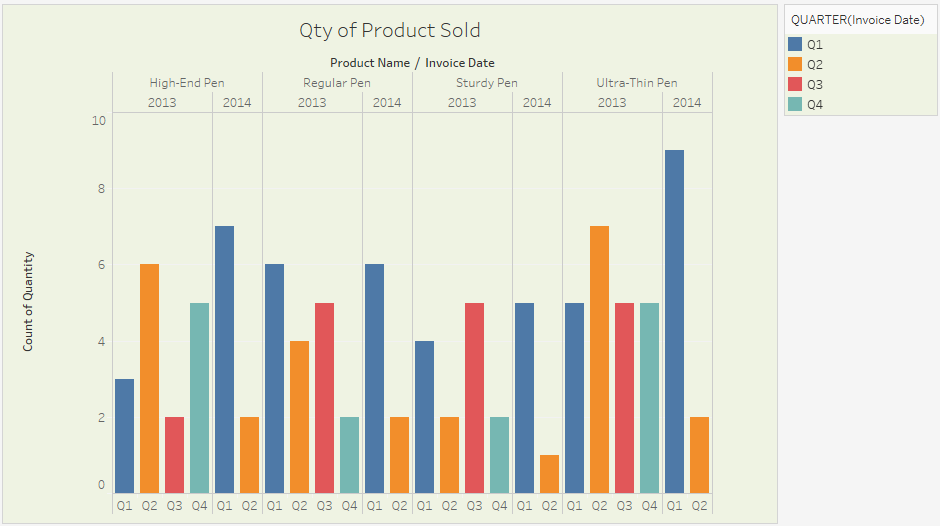 Qty of Product Sold
Product Name / Invoice Date
High-End Pen Regular Pen Sturdy Pen Ultra-Thin Pen
2013 2014 2013 2014 2013 2014 2013 2014
10
8
6
4
2
0
Count of Quantity
Q1 Q2 Q3 Q4 Q1 Q2 Q1 Q2 Q3 Q4 Q1 Q2 Q1 Q2 Q3 Q4 Q1 Q2 Q1 Q2 Q3 Q4 Q1 Q2
QUARTER(Invoice Date)
Q1
Q2
Q3
Q4